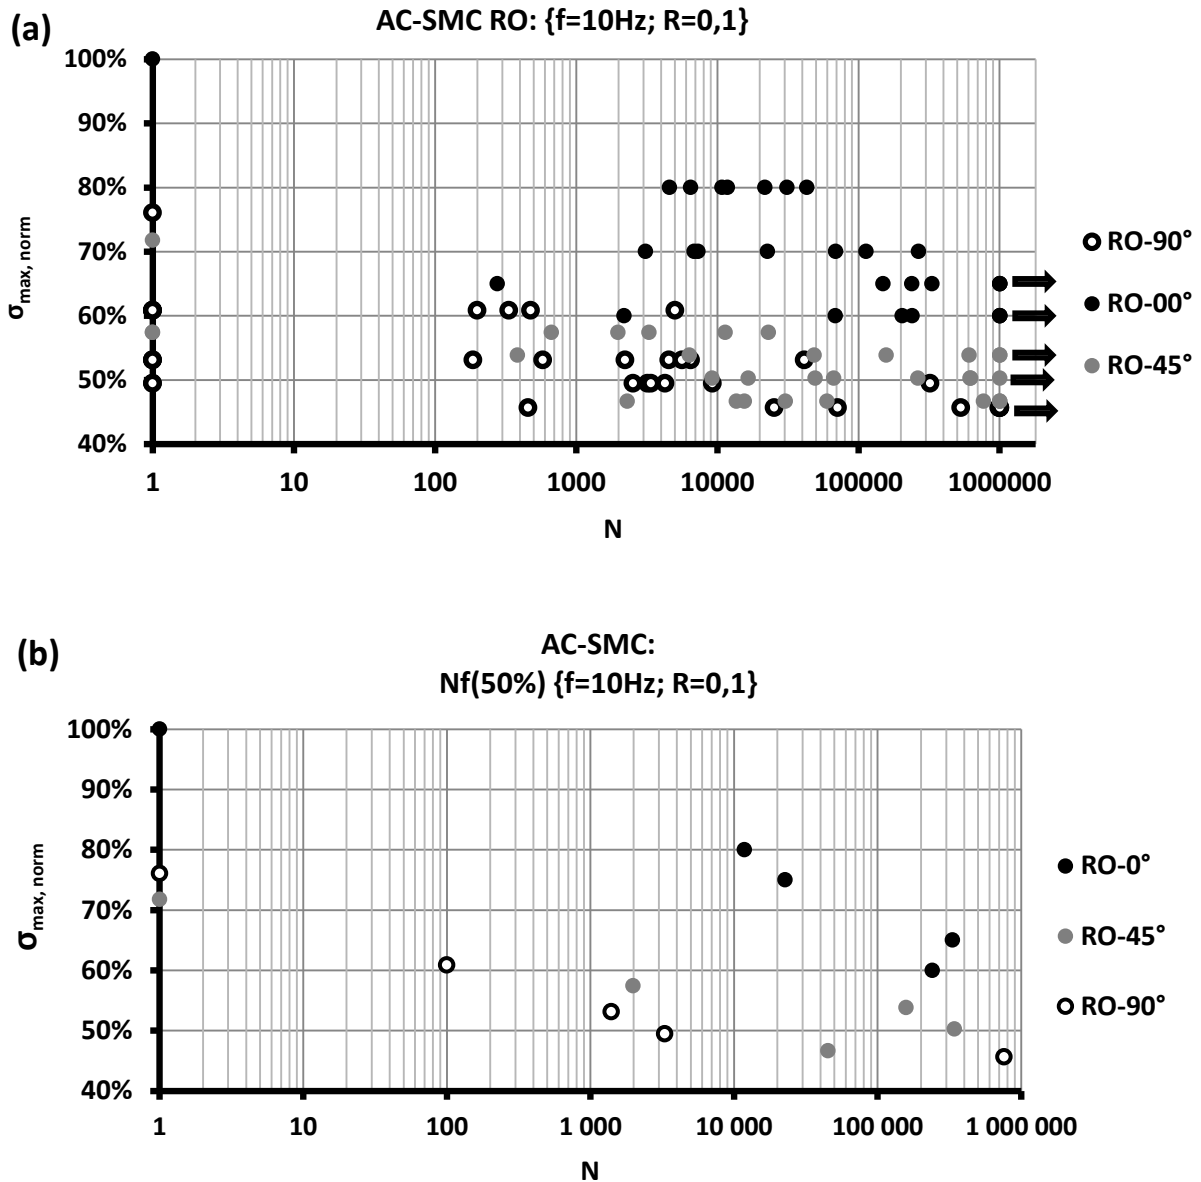 (a)
AC-SMC RO: {f=10Hz; R=0,1}
100%
90%
80%
70%
60%
50%
40%
σmax, norm
1 10 100 1000 10000 100000 1000000
N
RO-90°
RO-00°
RO-45°
(b)
AC-SMC:
Nf(50%) {f=10Hz; R=0,1}
100%
90%
80%
70%
60%
50%
40%
σmax, norm
1 10 100 1 000 10 000 100 000 1 000 000
N
RO-0°
RO-45°
RO-90°